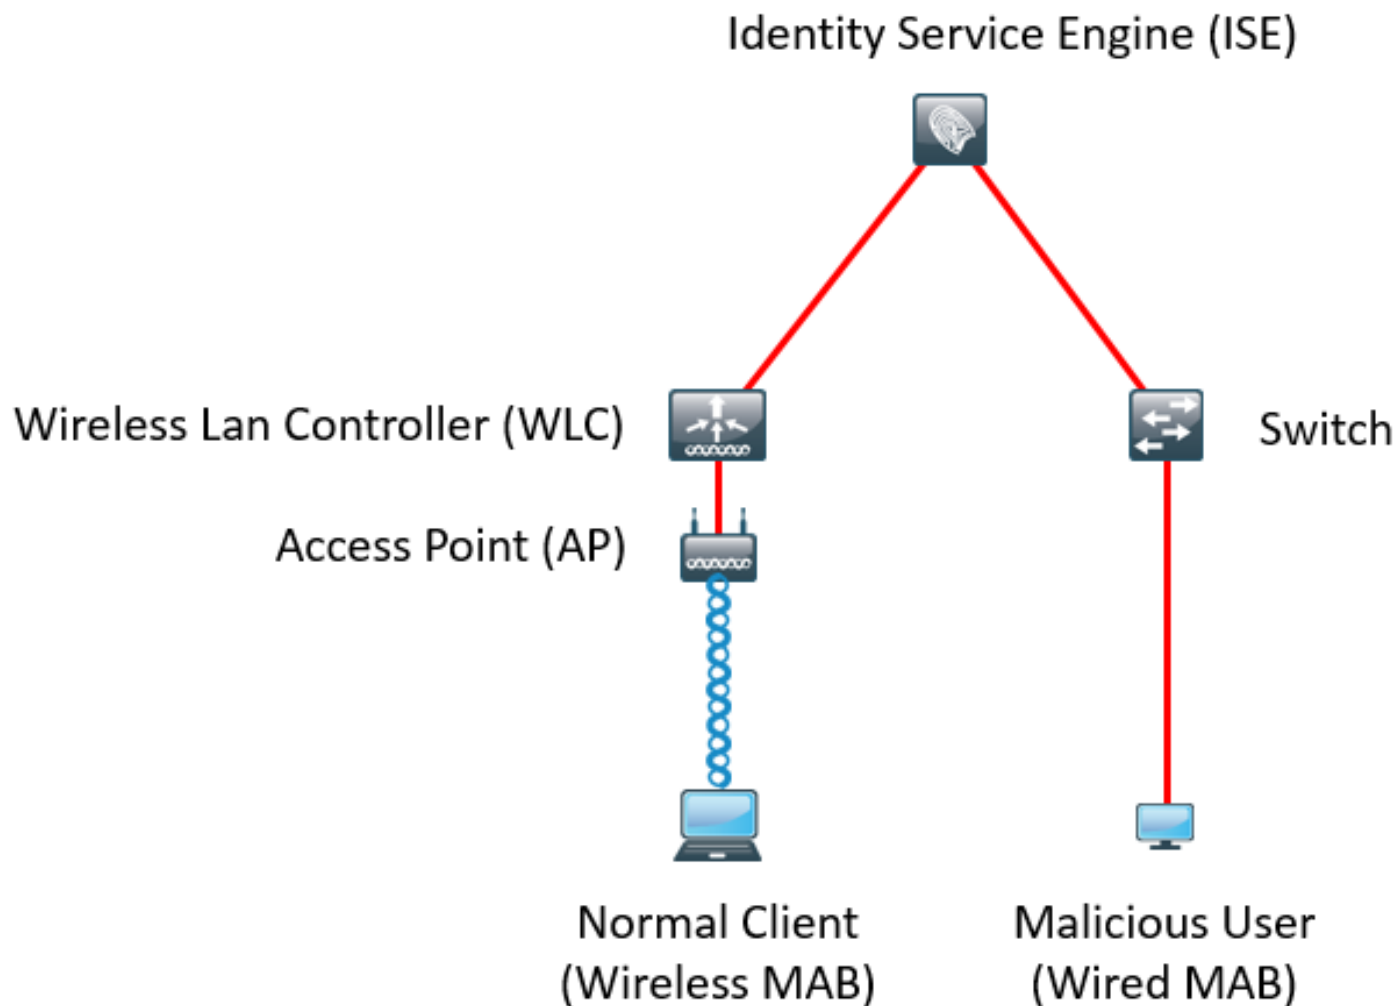 Identity Service Engine (ISE)
Wireless Lan Controller (WLC)
Switch
Access Point (AP)
Normal Client
(Wireless MAB)
Malicious User
(Wired MAB)